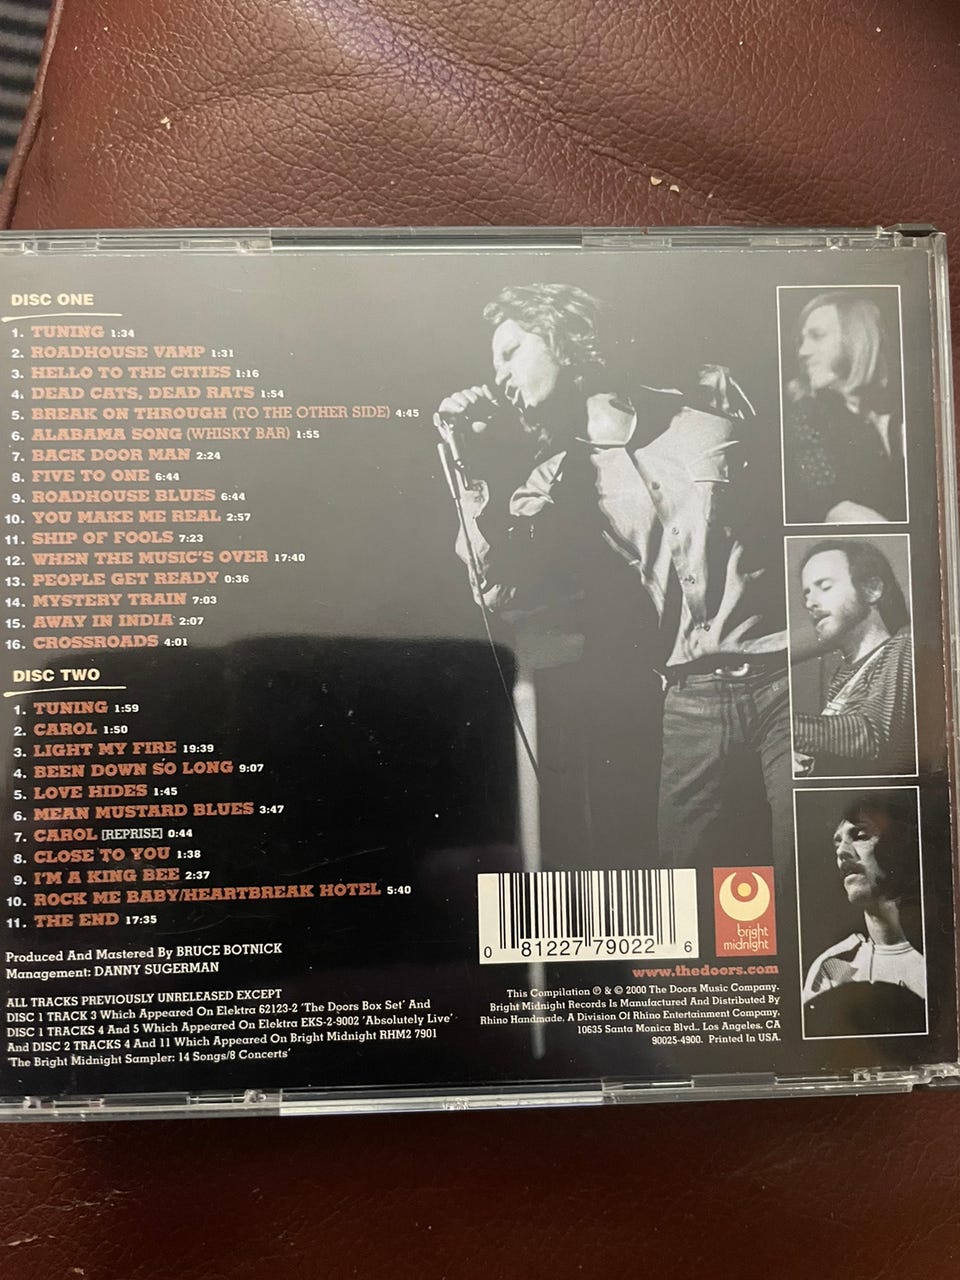 DISC ONE
1. TUNING 1:34
2. ROADHOUSE VAMP 1:31
3. HELLO TO THE CITIES 1:16
4. DEAD CATS, DEAD RATS 1:54
5. BREAK ON THROUGH (TO THE OTHER SIDE) 4:45
6. ALABAMA SONG (WHISKY BAR) 1:55
7. BACK DOOR MAN 2:24
8. FIVE TO ONE 6:44
9. ROADHOUSE BLUES 6:44
10. YOU MAKE ME REAL 2:57
11. SHIP OF FOOLS 7:23
12. WHEN THE MUSIC'S OVER 17:40
13. PEOPLE GET READY 0:36
14. MYSTERY TRAIN 7:03
15. AWAY IN INDIA 2:07
16. CROSSROADS 4:01
DISC TWO
1. TUNING 1:59
2. CAROL 1:50
3. LIGHT MY FIRE 19:39
4. BEEN DOWN SO LONG 9:07
5. LOVE HIDES 1:45
6. MEAN MUSTARD BLUES 3:47
7. CAROL [REPRISE] 0:44
8. CLOSE TO YOU 1:38
9. I'M A KING BEE 2:37
10. ROCK ME BABY/HEARTBREAK HOTEL 5:40
11. THE END 17:35
Produced And Mastered By BRUCE BOTNICK
Management: DANNY SUGERMAN
ALL TRACKS PREVIOUSLY UNRELEASED EXCEPT
DISC 1 TRACK 3 Which Appeared On Elektra 62123-2 'The Doors Box Set' And
DISC 1 TRACKS 4 And 5 Which Appeared On Elektra EKS-2-9002 'Absolutely Live'
And DISC 2 TRACKS 4 And 11 Which Appeared On Bright Midnight RHM2 7901
'The Bright Midnight Sampler: 14 Songs/8 Concerts'
0 81227 79022 6
bright
midnight
www.thedoors.com
This Compilation ℗ & © 2000 The Doors Music Company.
Bright Midnight Records Is Manufactured And Distributed By
Rhino Handmade, A Division Of Rhino Entertainment Company,
10635 Santa Monica Blvd., Los Angeles, CA
90025-4900. Printed In USA.